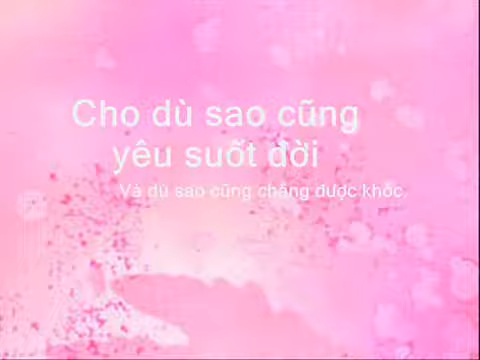 Cho dù sao cũng
yêu suốt đời
Và dù sao cũng chẳng được khóc.